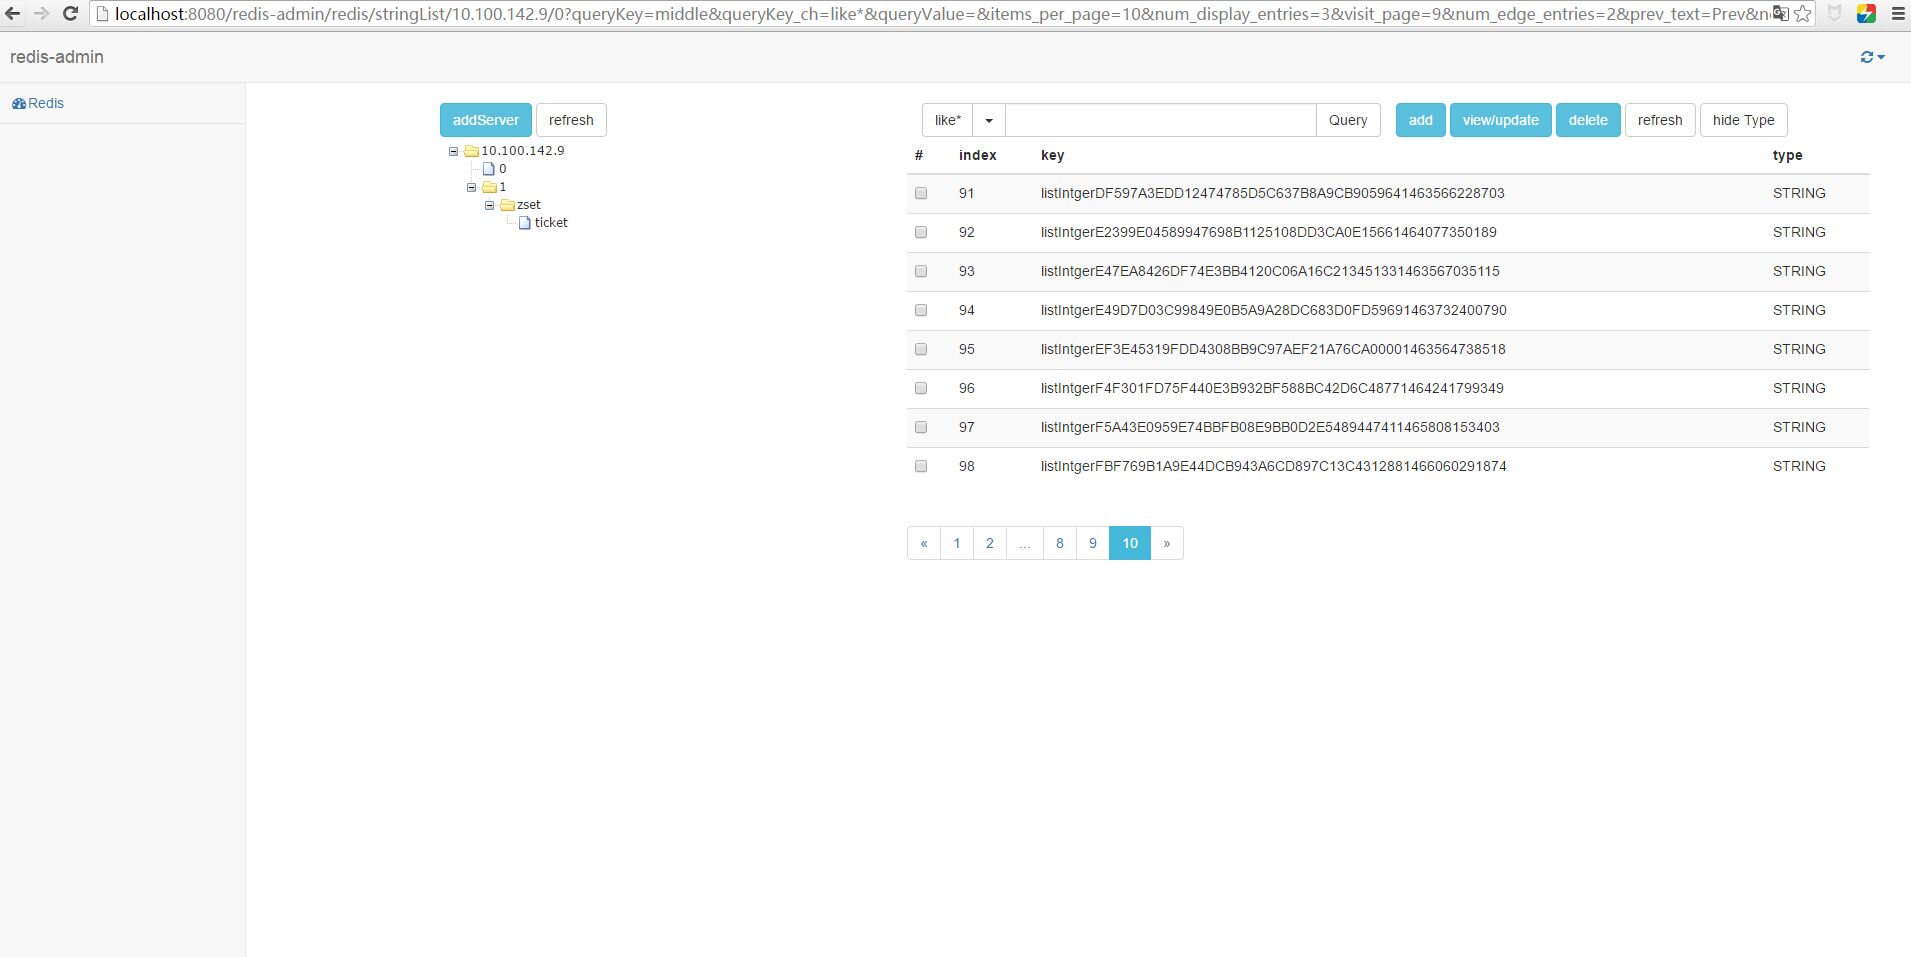 localhost:8080/redis-admin/redis/stringList/10.100.142.9/0?queryKey=middle&queryKey_ch=like*&queryValue=&items_per_page=10&num_display_entries=3&visit_page=9&num_edge_entries=2&prev_text=Prev&n
redis-admin
Redis
addServer refresh
10.100.142.9
0
1
zset
ticket
like* Query add view/update delete refresh hide Type
# index key type
91 listIntgerDF597A3EDD12474785D5C637B8A9CB9059641463566228703 STRING
92 listIntgerE2399E04589947698B1125108DD3CA0E15661464077350189 STRING
93 listIntgerE47EA8426DF74E3BB4120C06A16C213451331463567035115 STRING
94 listIntgerE49D7D03C99849E0B5A9A28DC683D0FD59691463732400790 STRING
95 listIntgerEF3E45319FDD4308BB9C97AEF21A76CA00001463564738518 STRING
96 listIntgerF4F301FD75F440E3B932BF588BC42D6C48771464241799349 STRING
97 listIntgerF5A43E0959E74BBFB08E9BB0D2E5489447411465808153403 STRING
98 listIntgerFBF769B1A9E44DCB943A6CD897C13C4312881466060291874 STRING
« 1 2 ... 8 9 10 »